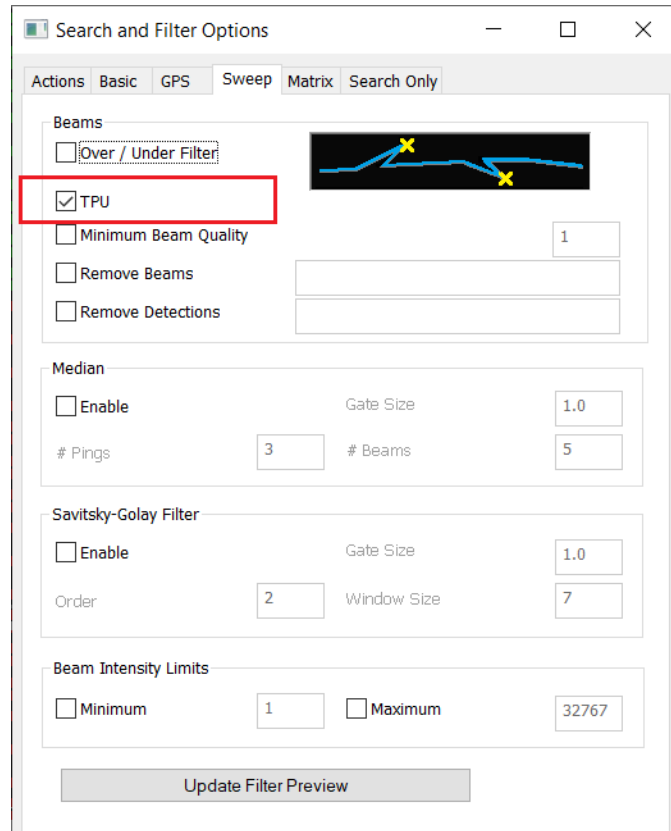 Search and Filter Options
Actions Basic GPS Sweep Matrix Search Only
Beams
Over / Under Filter
TPU
Minimum Beam Quality 1
Remove Beams
Remove Detections
Median
Enable Gate Size 1.0
# Pings 3 # Beams 5
Savitsky-Golay Filter
Enable Gate Size 1.0
Order 2 Window Size 7
Beam Intensity Limits
Minimum 1 Maximum 32767
Update Filter Preview